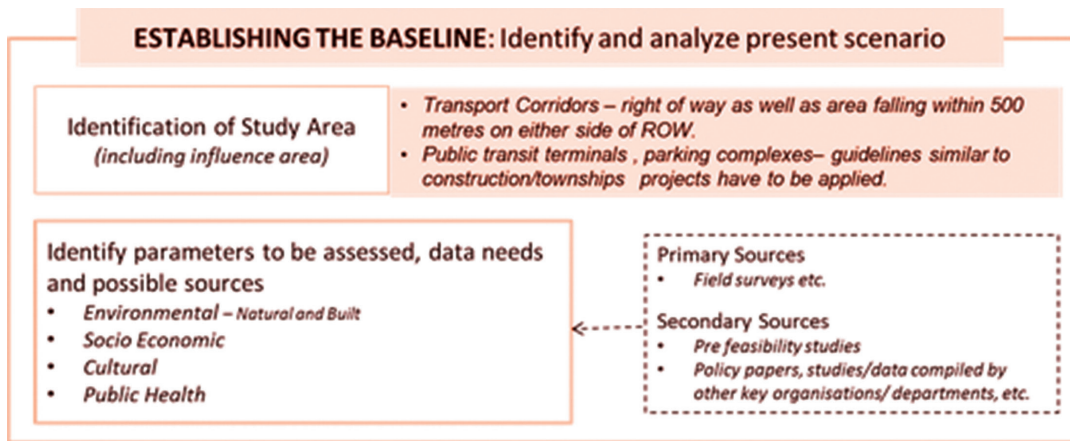 ESTABLISHING THE BASELINE: Identify and analyze present scenario
Identification of Study Area
(including influence area)
• Transport Corridors – right of way as well as area falling within 500
metres on either side of ROW.
• Public transit terminals , parking complexes– guidelines similar to
construction/townships projects have to be applied.
Identify parameters to be assessed, data needs
and possible sources
• Environmental – Natural and Built
• Socio Economic
• Cultural
• Public Health
Primary Sources
• Field surveys etc.
Secondary Sources
• Pre feasibility studies
• Policy papers, studies/data compiled by
other key organisations/ departments, etc.